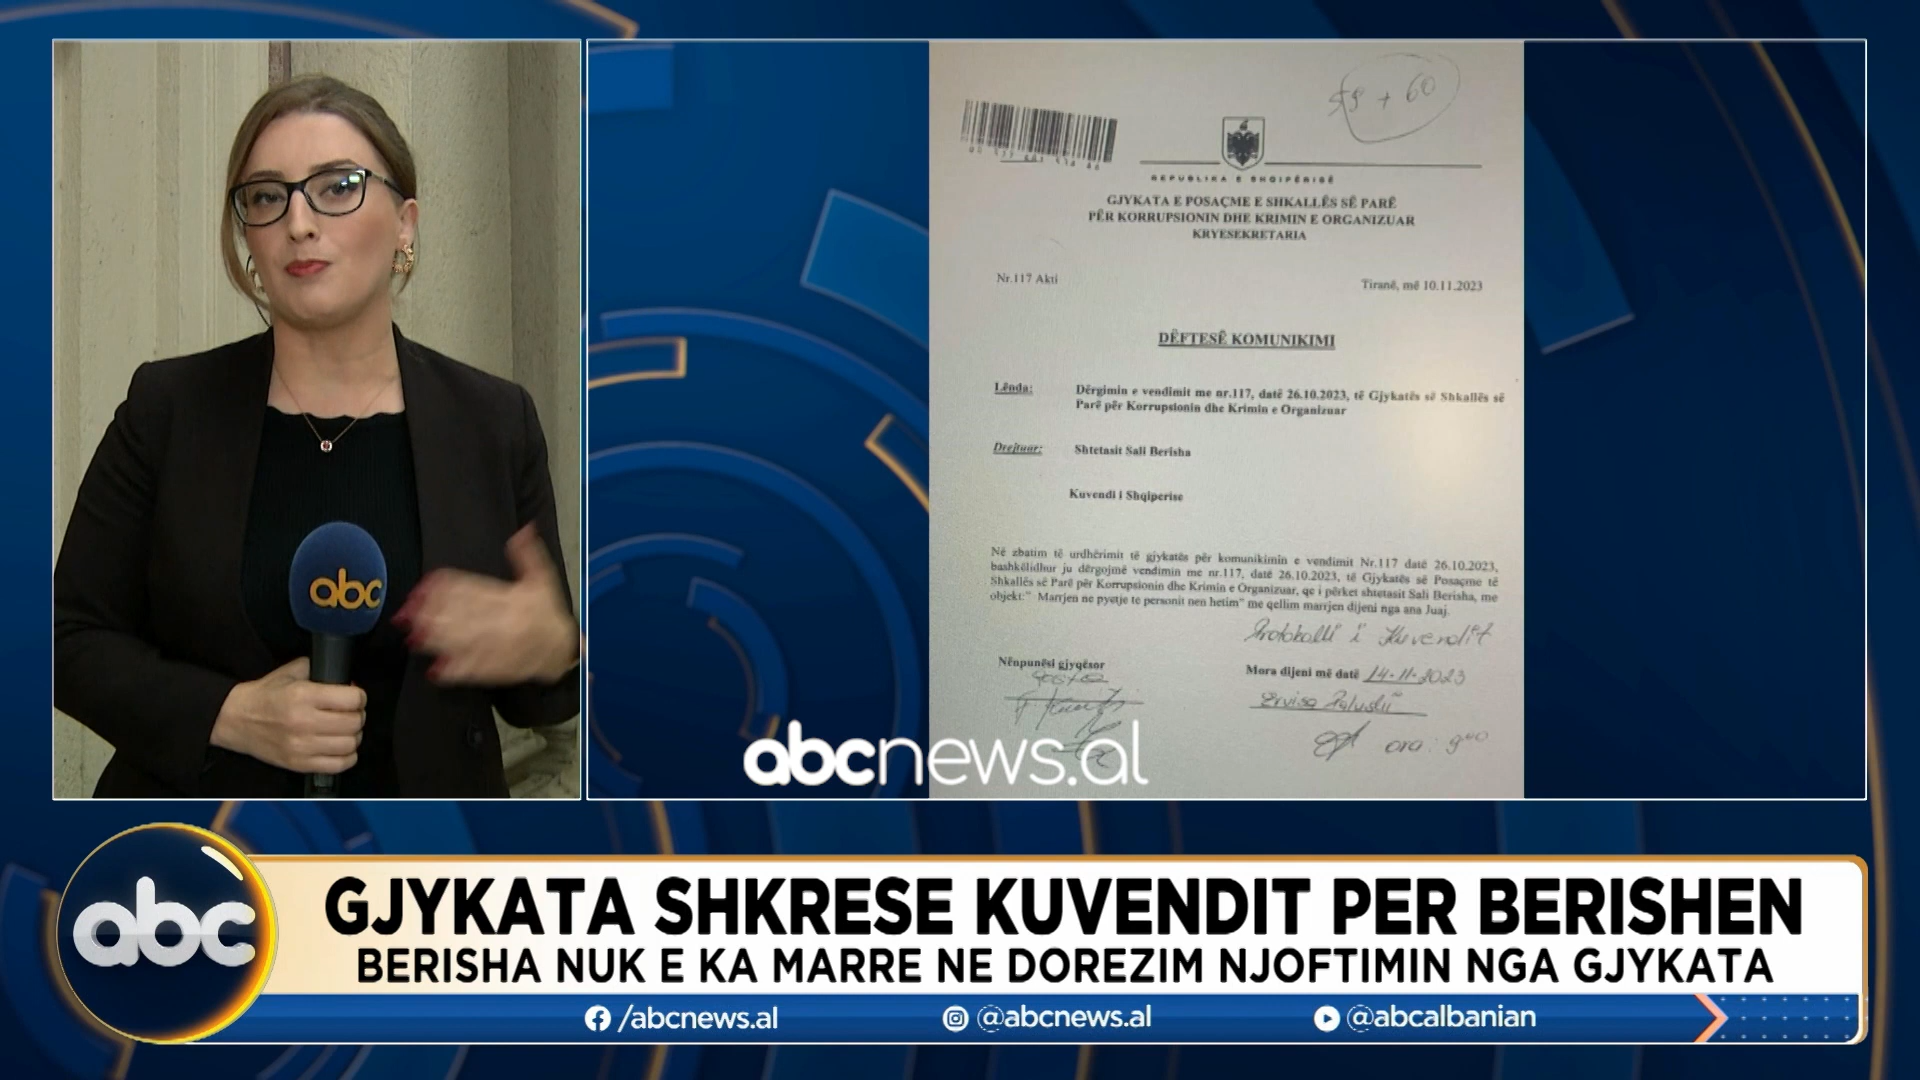 59 + 60
REPUBLIKA E SHQIPËRISË
GJYKATA E POSAÇME E SHKALLËS SË PARË
PËR KORRUPSIONIN DHE KRIMIN E ORGANIZUAR
KRYESEKRETARIA
Nr.117 Akti
Tiranë, më 10.11.2023
DËFTESË KOMUNIKIMI
Lënda:
Dërgimin e vendimit me nr.117, datë 26.10.2023, të Gjykatës së Shkallës së
Parë për Korrupsionin dhe Krimin e Organizuar
Drejtuar:
Shtetasit Sali Berisha
Kuvendi i Shqiperise
Në zbatim të urdhërimit të gjykatës për komunikimin e vendimit Nr.117 datë 26.10.2023,
bashkëlidhur ju dërgojmë vendimin me nr.117, datë 26.10.2023, të Gjykatës së Posaçme të
Shkallës së Parë për Korrupsionin dhe Krimin e Organizuar, qe i përket shtetasit Sali Berisha, me
objekt:" Marrjen ne pyetje te personit nen hetim" me qellim marrjen dijeni nga ana Juaj.
Protokolli i Kuvendit
Nënpunësi gjyqësor
Mora dijeni më datë 14.11.2023
Ervisa
ora: 9⁰⁰
abc
abcnews.al
abc
GJYKATA SHKRESE KUVENDIT PER BERISHEN
BERISHA NUK E KA MARRE NE DOREZIM NJOFTIMIN NGA GJYKATA
/abcnews.al
@abcnews.al
@abcalbanian